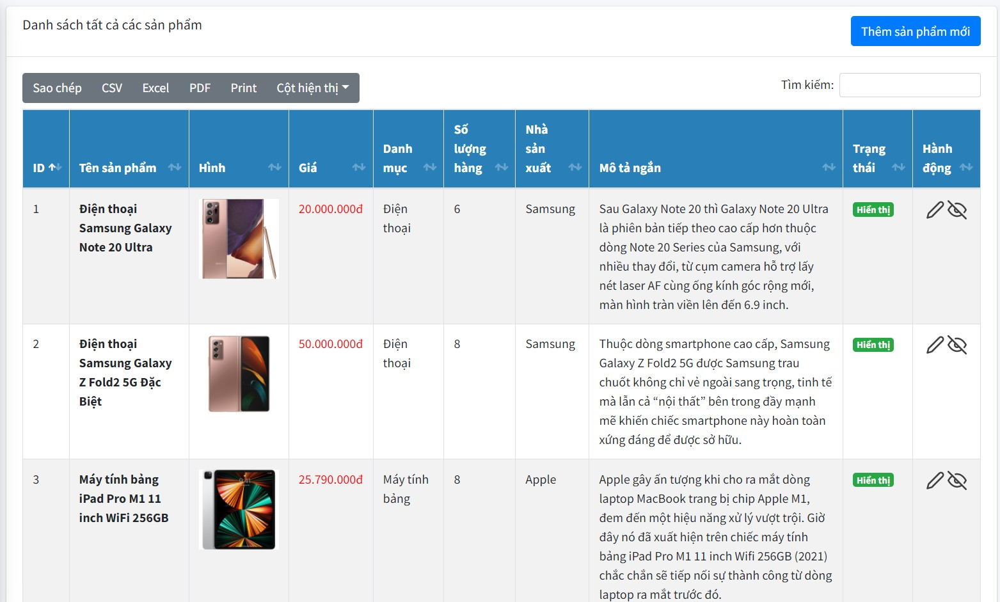 Danh sách tất cả các sản phẩm
Thêm sản phẩm mới
Sao chép CSV Excel PDF Print Cột hiện thị
Tìm kiếm:
ID Tên sản phẩm Hình Giá Danh mục Số lượng hàng Nhà sản xuất Mô tả ngắn Trạng thái Hành động
1
Điện thoại
Samsung Galaxy
Note 20 Ultra
20.000.000đ
Điện
thoại
6
Samsung
Sau Galaxy Note 20 thì Galaxy Note 20 Ultra
là phiên bản tiếp theo cao cấp hơn thuộc
dòng Note 20 Series của Samsung, với
nhiều thay đổi, từ cụm camera hỗ trợ lấy
nét laser AF cùng ống kính góc rộng mới,
màn hình tràn viền lên đến 6.9 inch.
Hiển thị
2
Điện thoại
Samsung Galaxy
Z Fold2 5G Đặc
Biệt
50.000.000đ
Điện
thoại
8
Samsung
Thuộc dòng smartphone cao cấp, Samsung
Galaxy Z Fold2 5G được Samsung trau
chuốt không chỉ vẻ ngoài sang trọng, tinh tế
mà lẫn cả “nội thất” bên trong đầy mạnh
mẽ khiến chiếc smartphone này hoàn toàn
xứng đáng để được sở hữu.
Hiển thị
3
Máy tính bảng
iPad Pro M1 11
inch WiFi 256GB
25.790.000đ
Máy tính
bảng
8
Apple
Apple gây ấn tượng khi cho ra mắt dòng
laptop MacBook trang bị chip Apple M1,
đem đến một hiệu năng xử lý vượt trội. Giờ
đây nó đã xuất hiện trên chiếc máy tính
bảng iPad Pro M1 11 inch Wifi 256GB (2021)
chắc chắn sẽ tiếp nối sự thành công từ dòng
laptop ra mắt trước đó.
Hiển thị